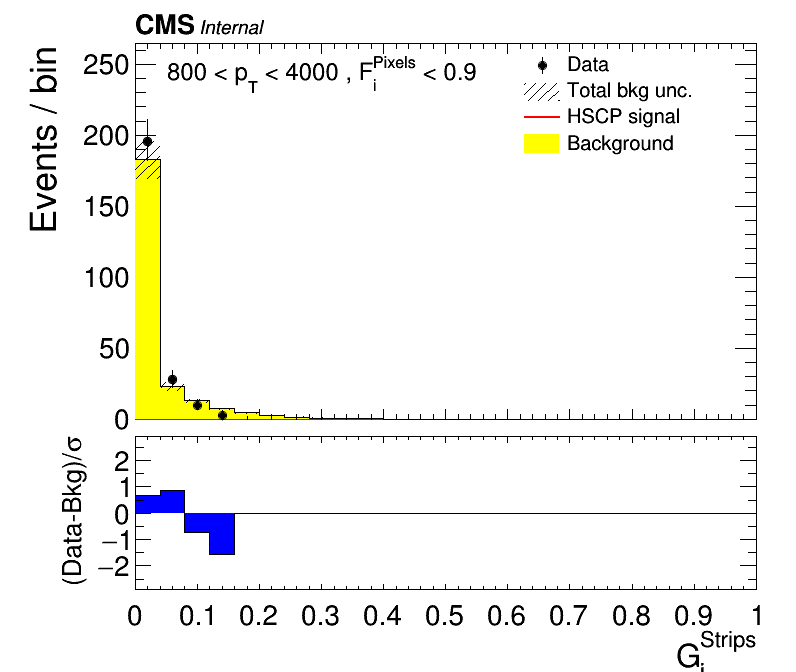 CMS Internal
800 < p_T < 4000 , F_i^Pixels < 0.9
Data
Total bkg unc.
HSCP signal
Background
Events / bin
250
200
150
100
50
0
(Data-Bkg)/σ
2
1
0
−1
−2
0 0.1 0.2 0.3 0.4 0.5 0.6 0.7 0.8 0.9 1
G_i^Strips